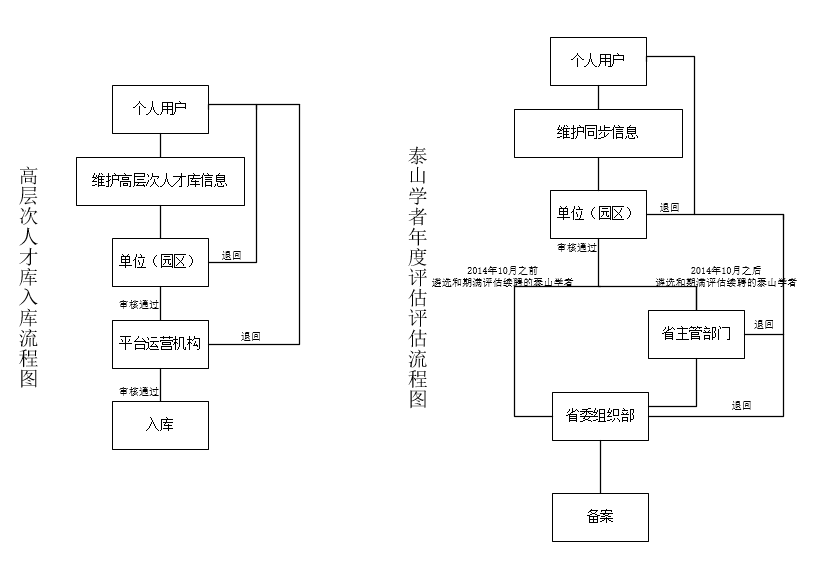 高层次人才库入库流程图
个人用户
维护高层次人才库信息
单位（园区）
退回
审核通过
平台运营机构
退回
审核通过
入库
泰山学者年度评估评估流程图
个人用户
维护同步信息
单位（园区）
退回
审核通过
2014年10月之前
遴选和期满评估续聘的泰山学者
2014年10月之后
遴选和期满评估续聘的泰山学者
省主管部门
退回
省委组织部
退回
备案